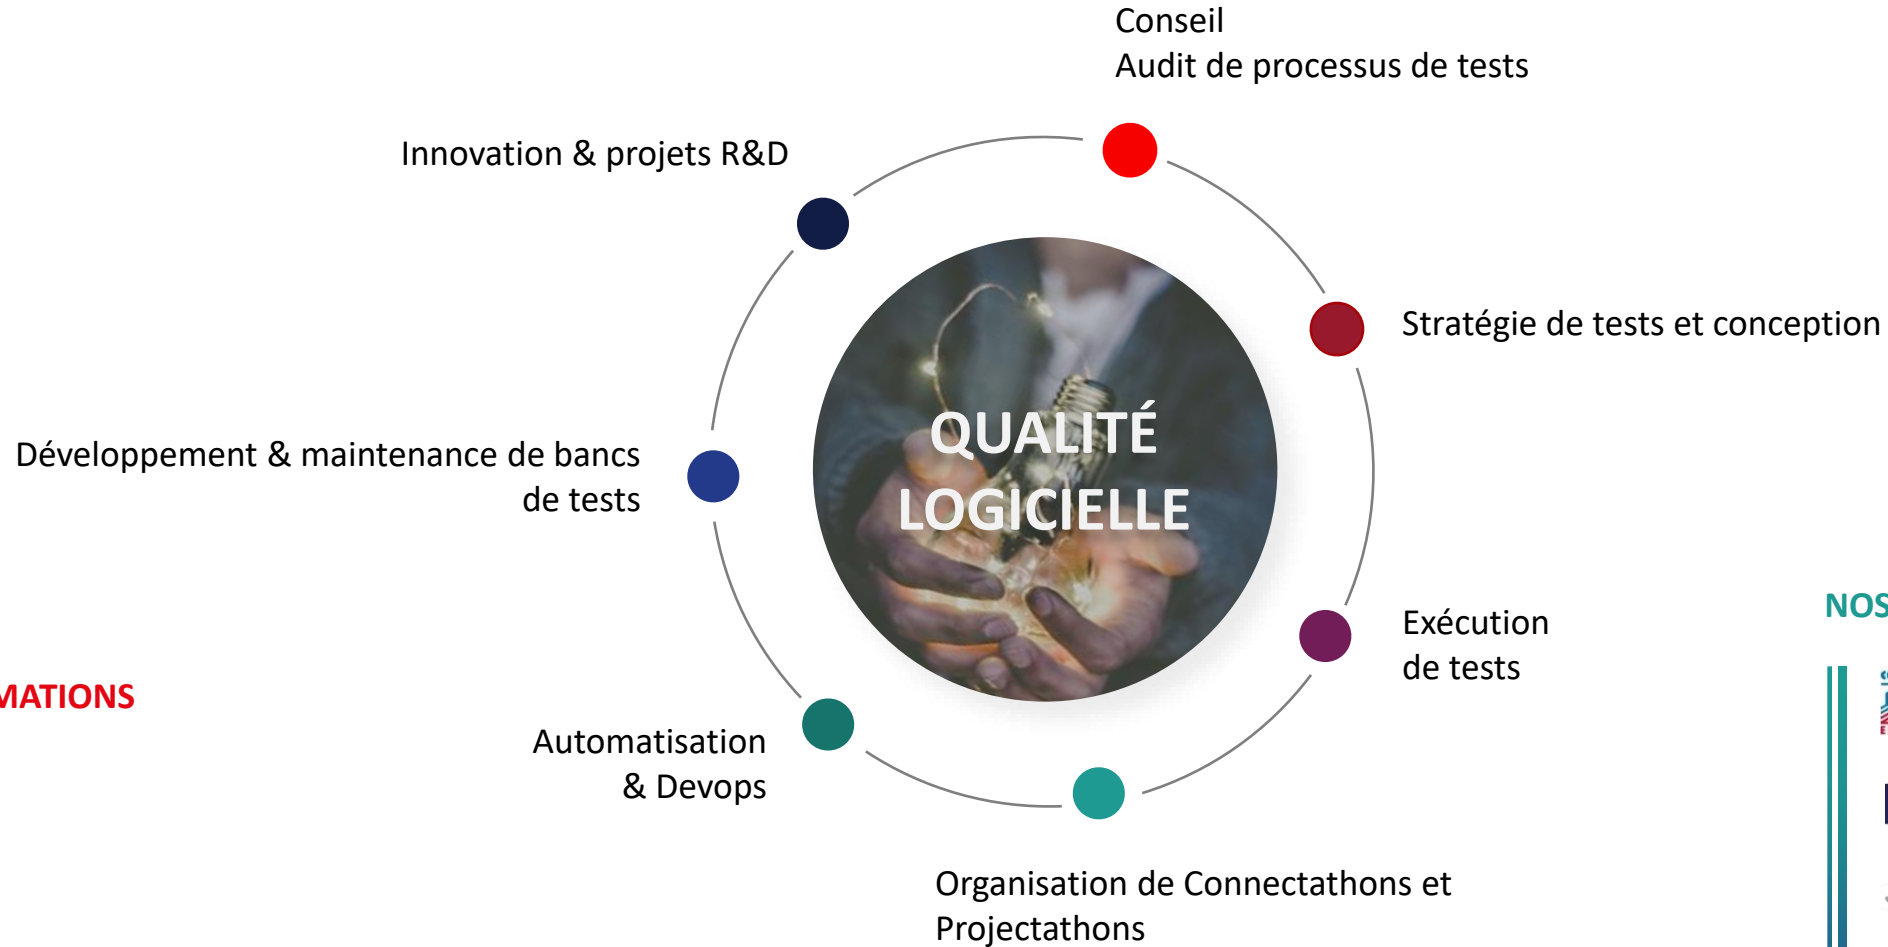 Conseil
Audit de processus de tests
Innovation & projets R&D
Stratégie de tests et conception
QUALITÉ
LOGICIELLE
Développement & maintenance de bancs
de tests
Exécution
de tests
NOS
MATIONS
Automatisation
& Devops
Organisation de Connectathons et
Projectathons